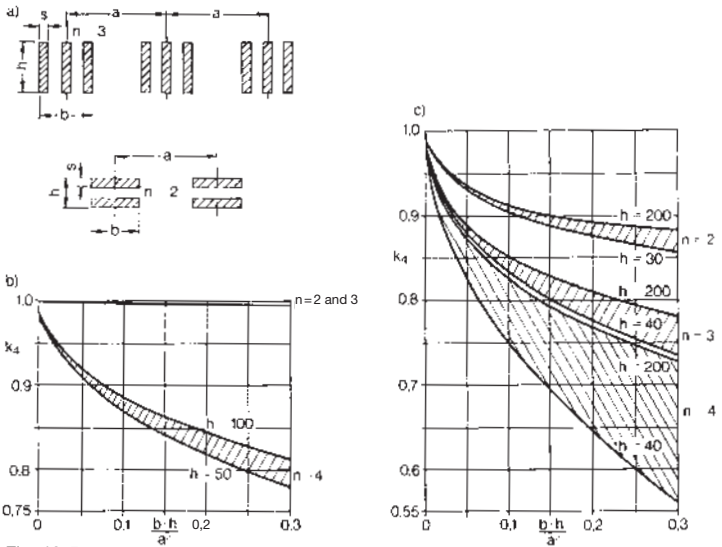 a)
s
a
a
n 3
h
b
a
s
h
n 2
b
b)
1.0
n=2 and 3
k4
0.9
h 100
h - 50
n -4
0.8
0,75
0
0,1
b·h
a·
0,2
0,3
c)
1.0
h = 200
0.9
n = 2
h = 30
k4
h 200
0.8
h = 40
n = 3
h - 200
0,7
n - 4
h - 40
0.6
0.55
0
0,1
b·h
a·
0,2
0,3